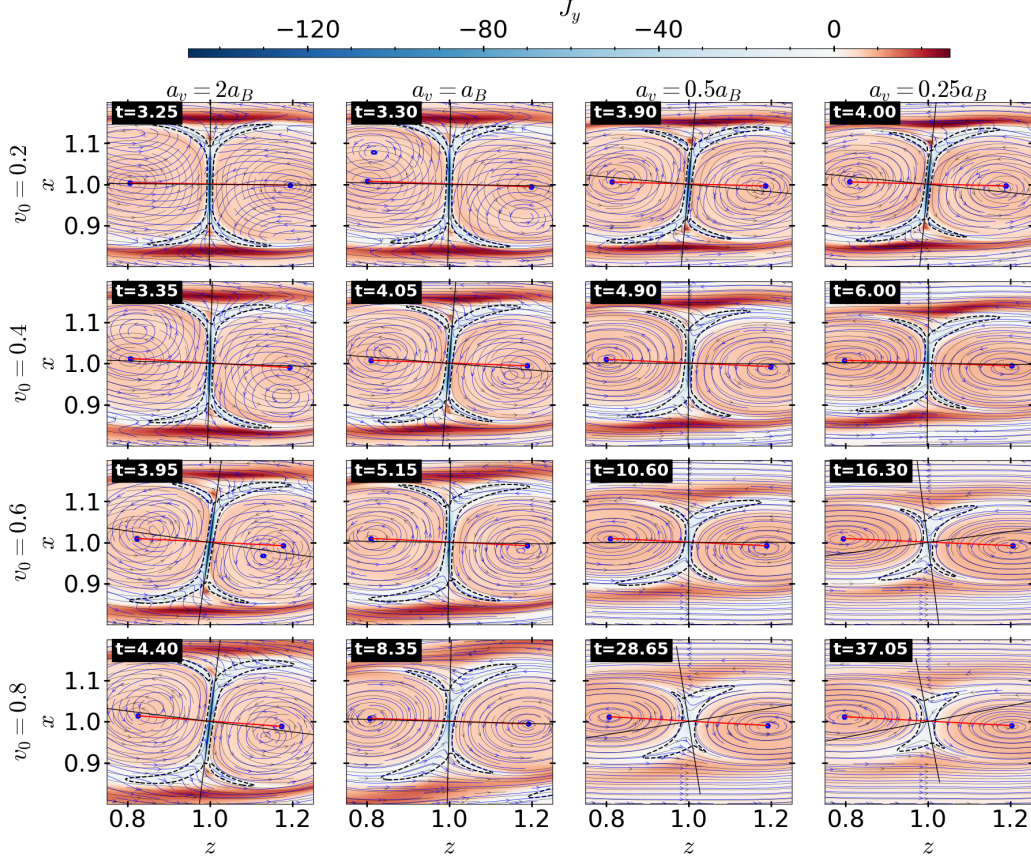 J_y
−120 −80 −40 0
a_v = 2a_B a_v = a_B a_v = 0.5a_B a_v = 0.25a_B
t=3.25 t=3.30 t=3.90 t=4.00
v_0 = 0.2
x
1.1
1.0
0.9
t=3.35 t=4.05 t=4.90 t=6.00
v_0 = 0.4
x
1.1
1.0
0.9
t=3.95 t=5.15 t=10.60 t=16.30
v_0 = 0.6
x
1.1
1.0
0.9
t=4.40 t=8.35 t=28.65 t=37.05
v_0 = 0.8
x
1.1
1.0
0.9
0.8 1.0 1.2 0.8 1.0 1.2 0.8 1.0 1.2 0.8 1.0 1.2
z z z z